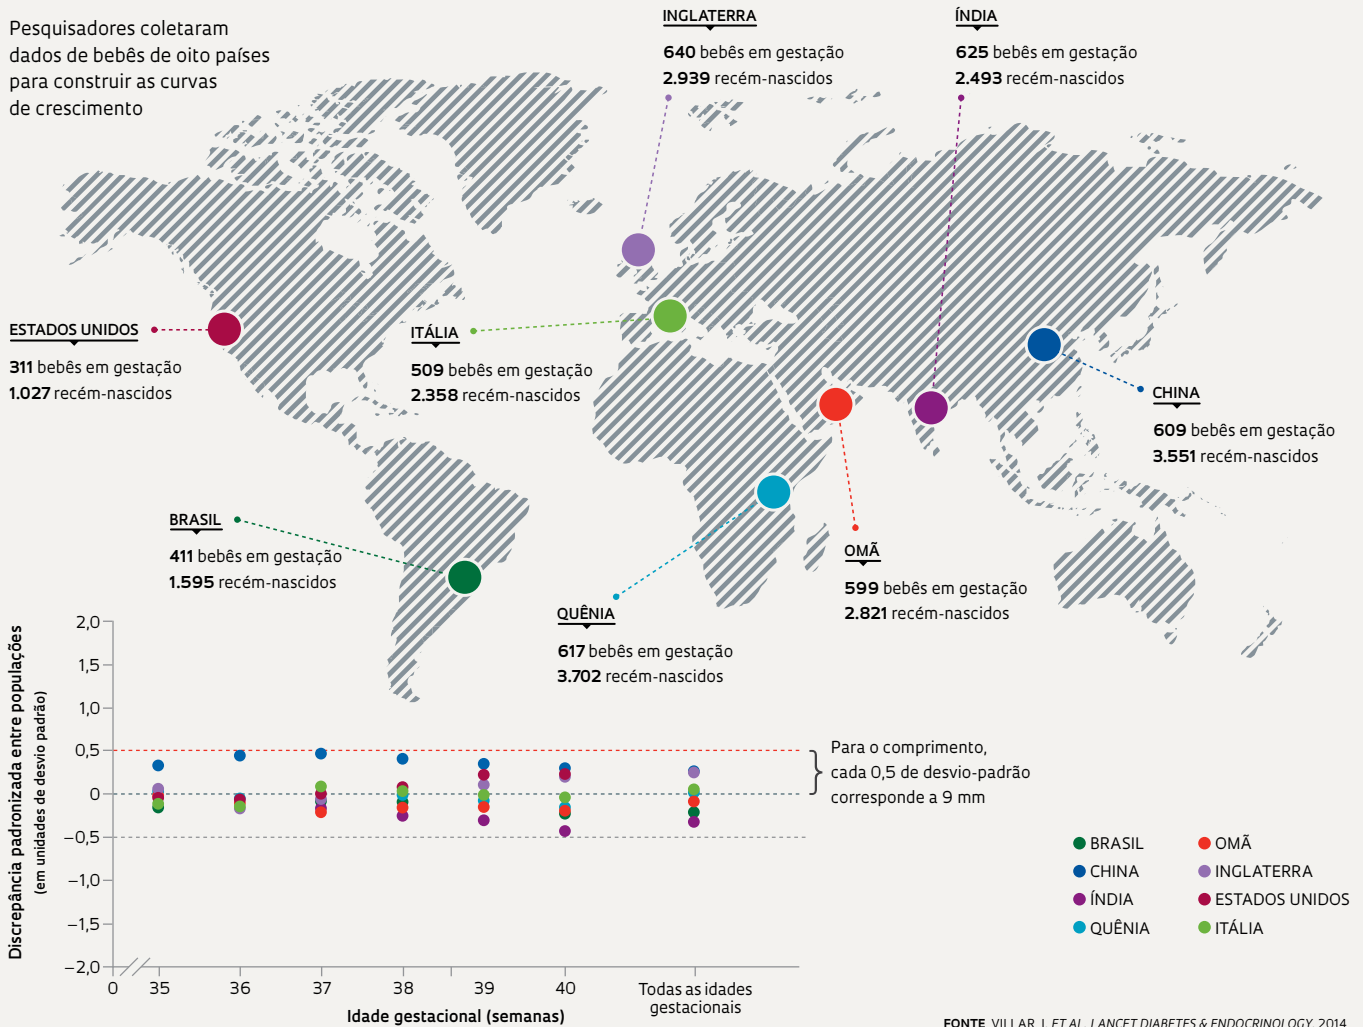 Pesquisadores coletaram
dados de bebês de oito países
para construir as curvas
de crescimento
INGLATERRA
640 bebês em gestação
2.939 recém-nascidos
ÍNDIA
625 bebês em gestação
2.493 recém-nascidos
ESTADOS UNIDOS
311 bebês em gestação
1.027 recém-nascidos
ITÁLIA
509 bebês em gestação
2.358 recém-nascidos
CHINA
609 bebês em gestação
3.551 recém-nascidos
BRASIL
411 bebês em gestação
1.595 recém-nascidos
OMÃ
599 bebês em gestação
2.821 recém-nascidos
QUÊNIA
617 bebês em gestação
3.702 recém-nascidos
Discrepância padronizada entre populações
(em unidades de desvio padrão)
2,0
1,5
1,0
0,5
0
–0,5
–1,0
–1,5
–2,0
0
35
36
37
38
39
40
Todas as idades
gestacionais
Idade gestacional (semanas)
Para o comprimento,
cada 0,5 de desvio-padrão
corresponde a 9 mm
BRASIL
CHINA
ÍNDIA
QUÊNIA
OMÃ
INGLATERRA
ESTADOS UNIDOS
ITÁLIA
FONTE VILLAR, J. ET AL. LANCET DIABETES & ENDOCRINOLOGY. 2014